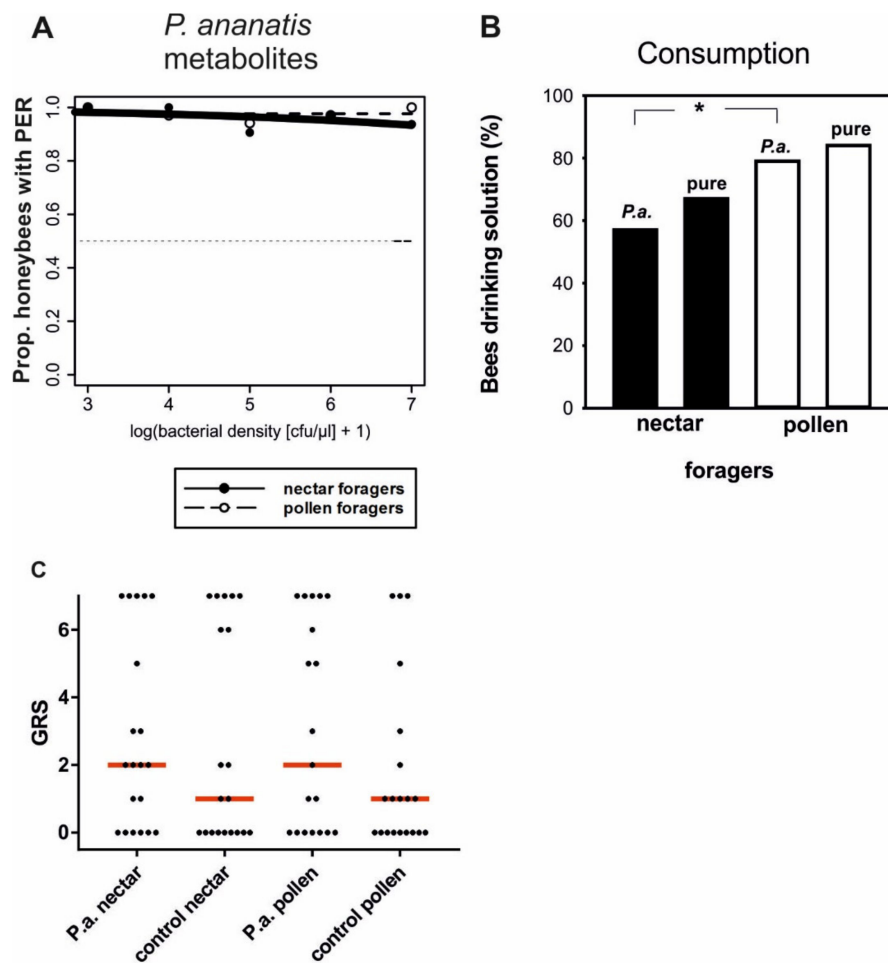 A
P. ananatis
metabolites
Prop. honeybees with PER
1.0
0.8
0.6
0.4
0.2
0.0
3 4 5 6 7
log(bacterial density [cfu/µl] + 1)
nectar foragers
pollen foragers
B
Consumption
Bees drinking solution (%)
100
80
60
40
20
0
*
P.a.
pure
P.a.
pure
nectar pollen
foragers
C
GRS
6
4
2
0
P.a. nectar
control nectar
P.a. pollen
control pollen